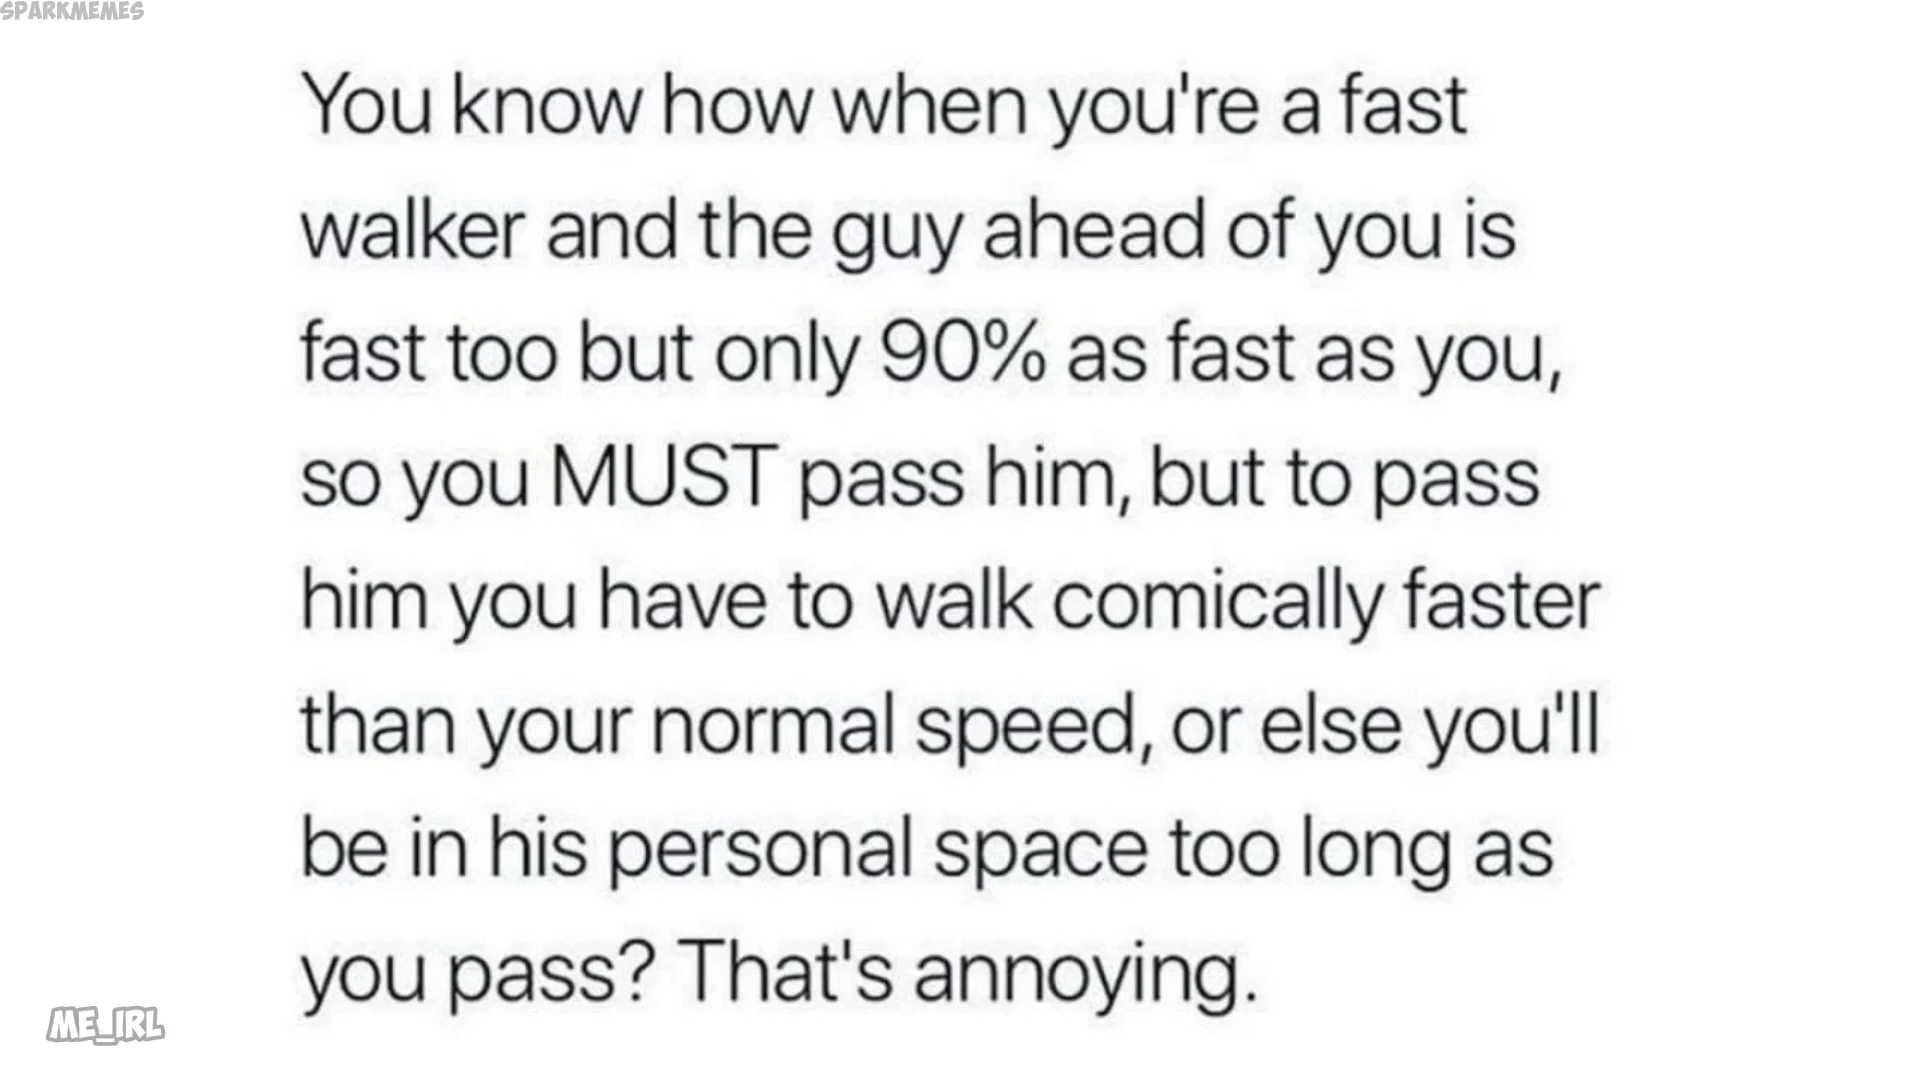 SPARKMEMES
You know how when you're a fast
walker and the guy ahead of you is
fast too but only 90% as fast as you,
so you MUST pass him, but to pass
him you have to walk comically faster
than your normal speed, or else you'll
be in his personal space too long as
you pass? That's annoying.
ME_IRL